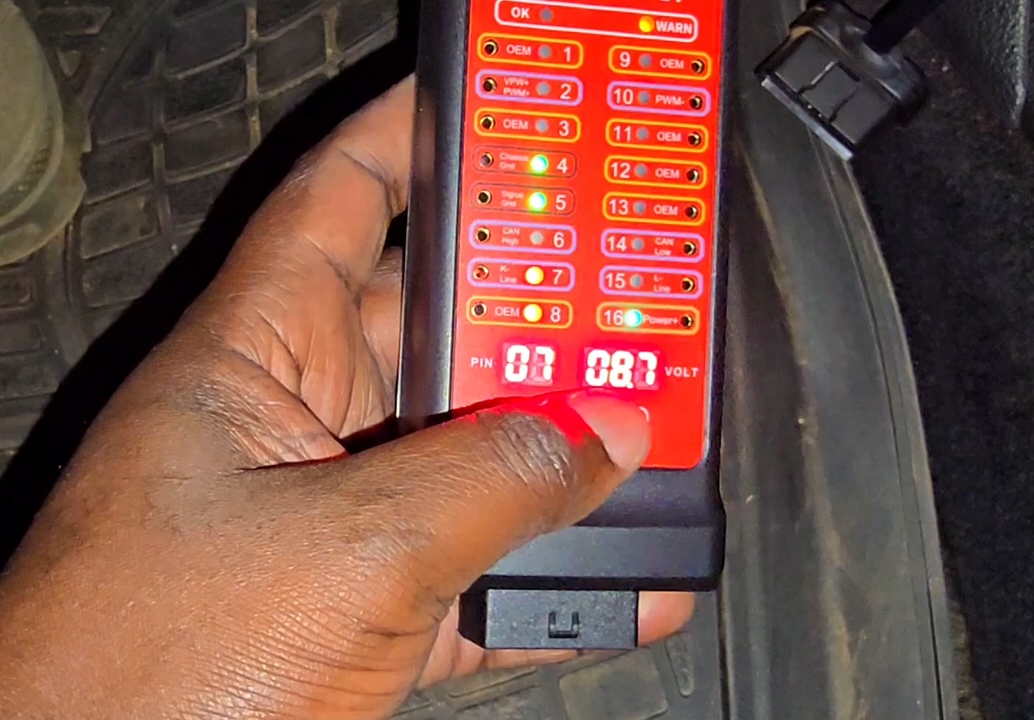 OK WARN
OEM 1
VPW+
PWM+ 2
OEM 3
Chassis
Gnd 4
Signal
Gnd 5
CAN
High 6
K-
Line 7
OEM 8
9 OEM
10 PWM-
11 OEM
12 OEM
13 OEM
14 CAN
Low
15 L-
Line
16 Power+
PIN 07 08.7 VOLT